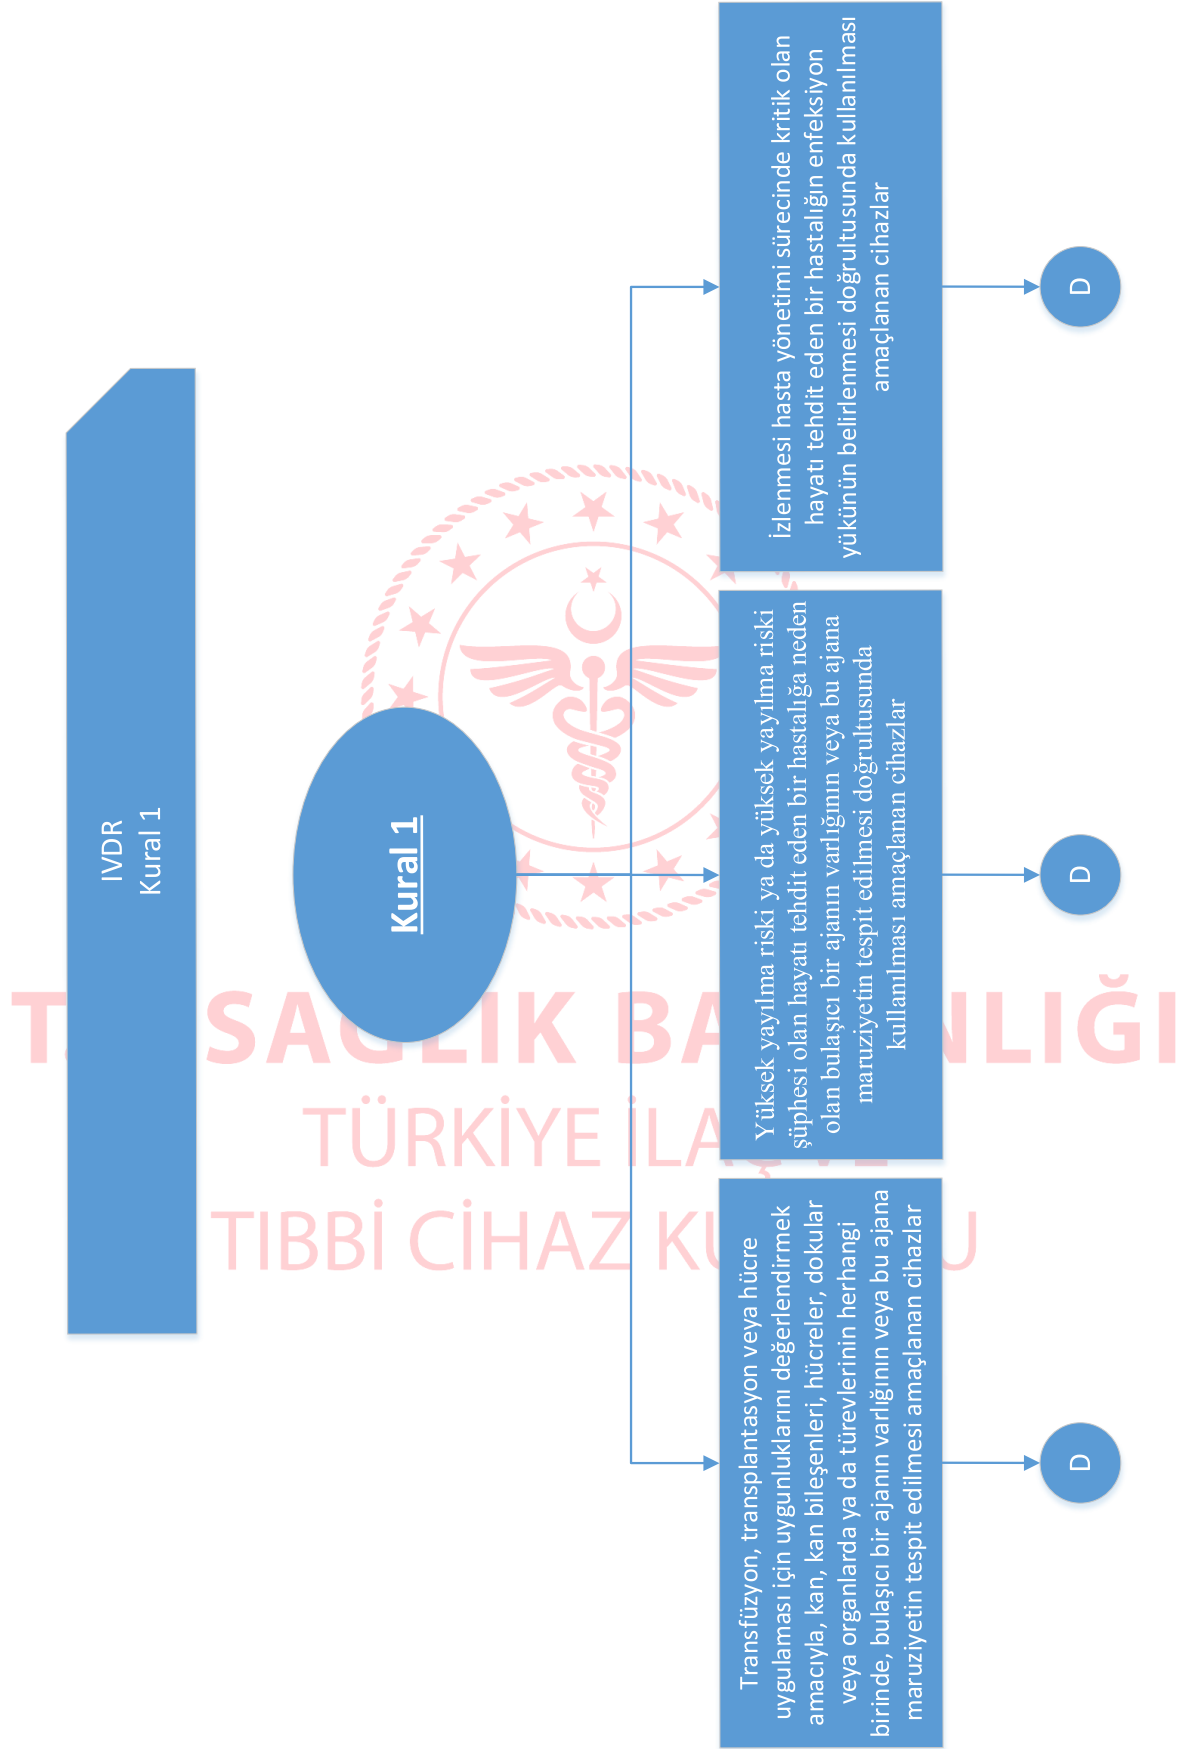 IVDR
Kural 1
Kural 1
Transfüzyon, transplantasyon veya hücre
uygulaması için uygunluklarını değerlendirmek
amacıyla, kan, kan bileşenleri, hücreler, dokular
veya organlarda ya da türevlerinin herhangi
birinde, bulaşıcı bir ajanın varlığının veya bu ajana
maruziyetin tespit edilmesi amaçlanan cihazlar
Yüksek yayılma riski ya da yüksek yayılma riski
şüphesi olan hayatı tehdit eden bir hastalığa neden
olan bulaşıcı bir ajanın varlığının veya bu ajana
maruziyetin tespit edilmesi doğrultusunda
kullanılması amaçlanan cihazlar
İzlenmesi hasta yönetimi sürecinde kritik olan
hayatı tehdit eden bir hastalığın enfeksiyon
yükünün belirlenmesi doğrultusunda kullanılması
amaçlanan cihazlar
D
D
D
SAĞLIK
TÜRKİYE
TIBBİ CİHAZ